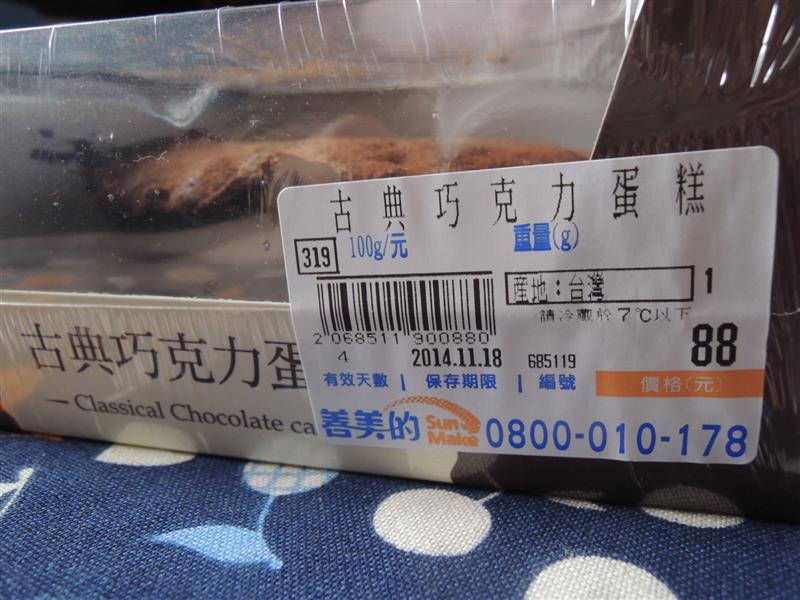 古典巧克力蛋糕
100g/元 重量(g)
319
產地：台灣 1
請冷藏於 7℃以下
2 068511 900880
4 2014.11.18 685119 88
有效天數 | 保存期限 | 編號 價格(元)
善美的 Sun Make 0800-010-178
古典巧克力蛋
Classical Chocolate ca